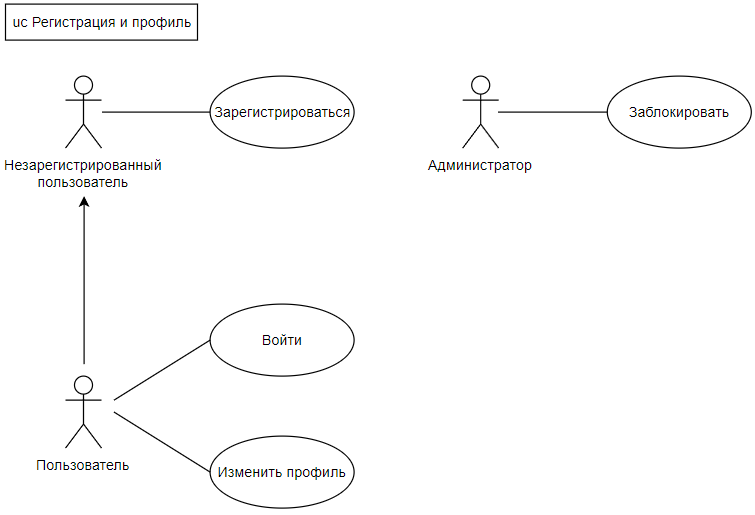 uc Регистрация и профиль
Зарегистрироваться
Заблокировать
Незарегистрированный
пользователь
Администратор
Войти
Пользователь
Изменить профиль